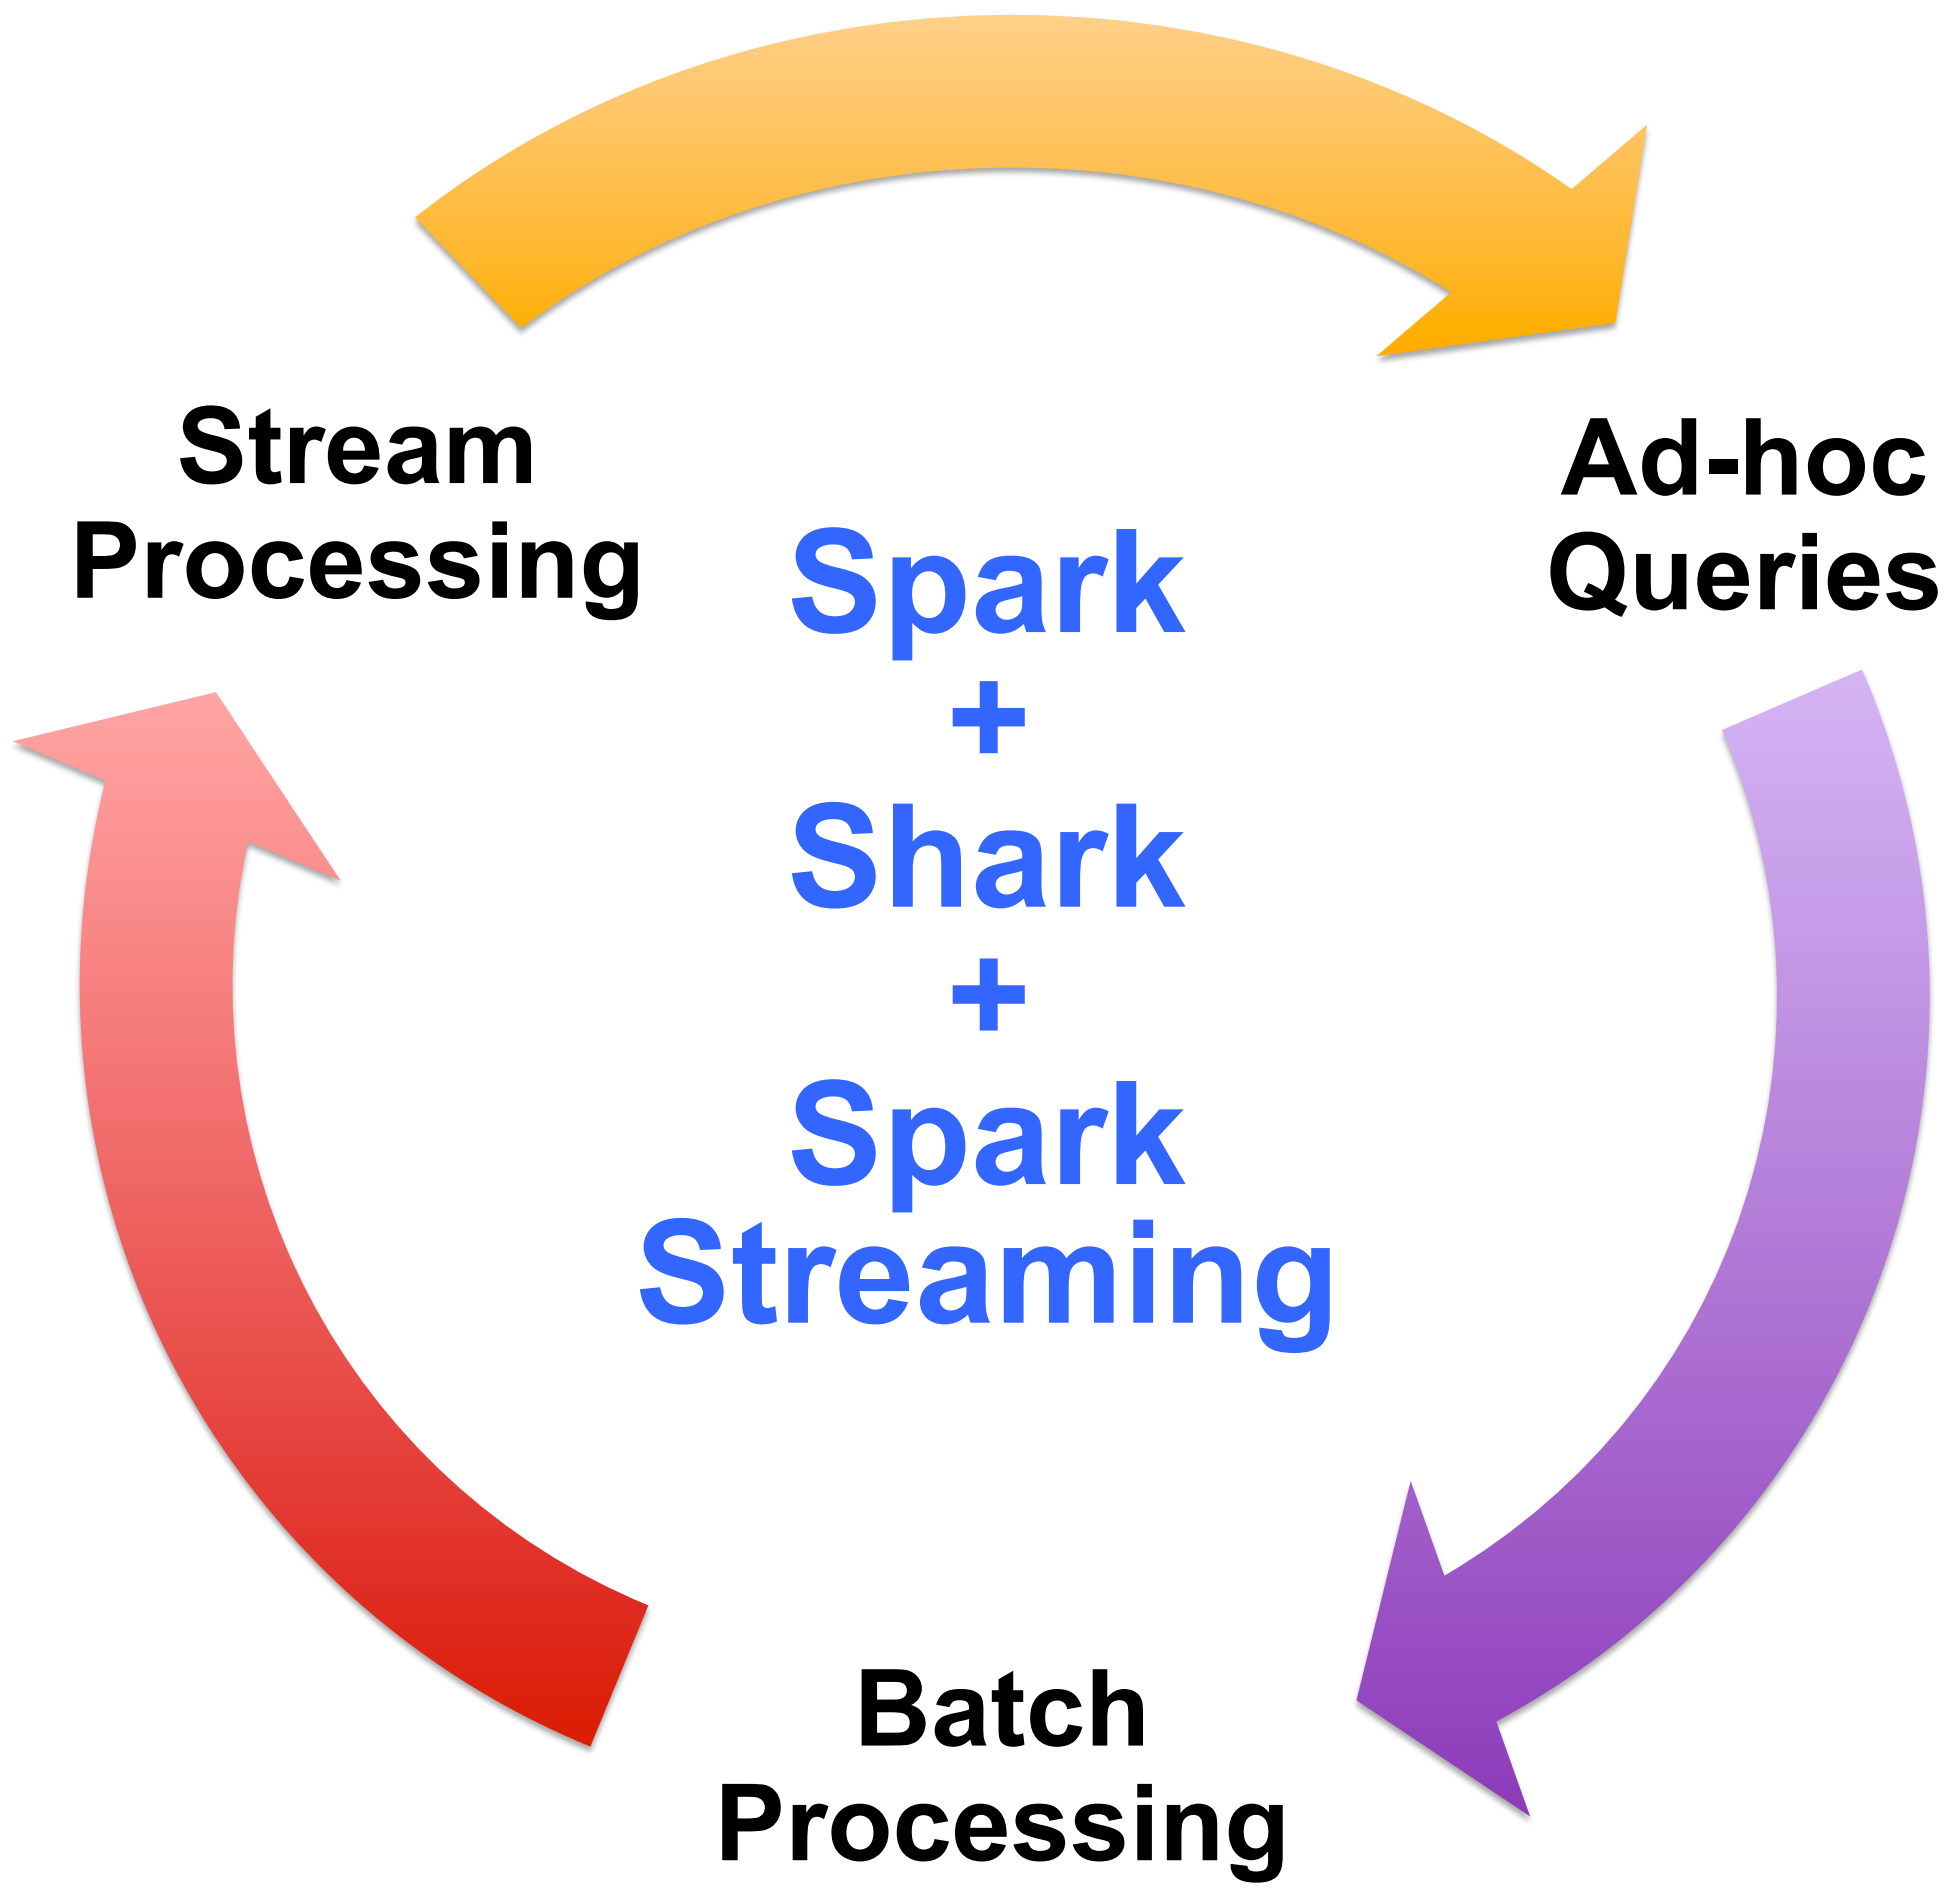 Stream
Processing
Ad-hoc
Queries
Spark
+
Shark
+
Spark
Streaming
Batch
Processing